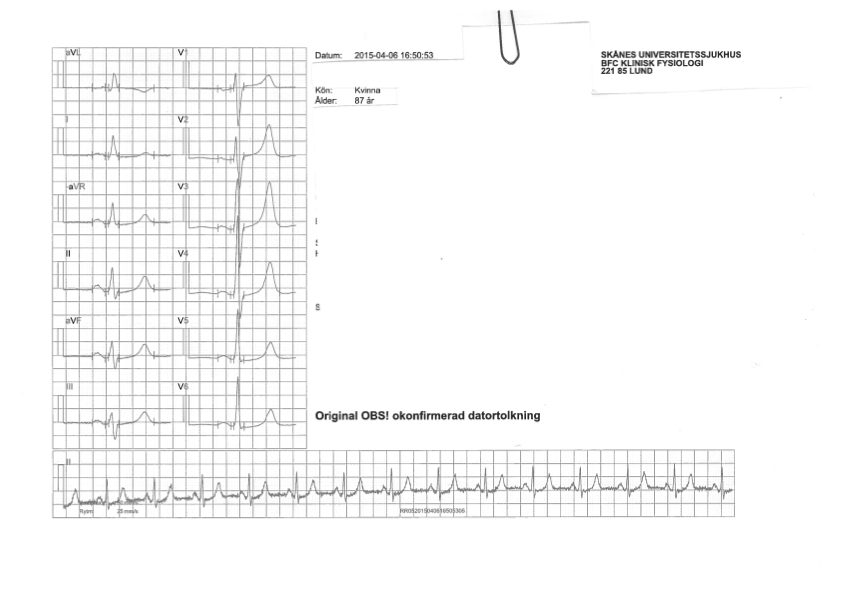 aVL V1
I V2
-aVR V3
II V4
aVF V5
III V6
Datum: 2015-04-06 16:50:53
Kön: Kvinna
Ålder: 87 år
SKÅNES UNIVERSITETSSJUKHUS
BFC KLINISK FYSIOLOGI
221 85 LUND
Original OBS! okonfirmerad datortolkning
II
Rytm: 25 mm/s